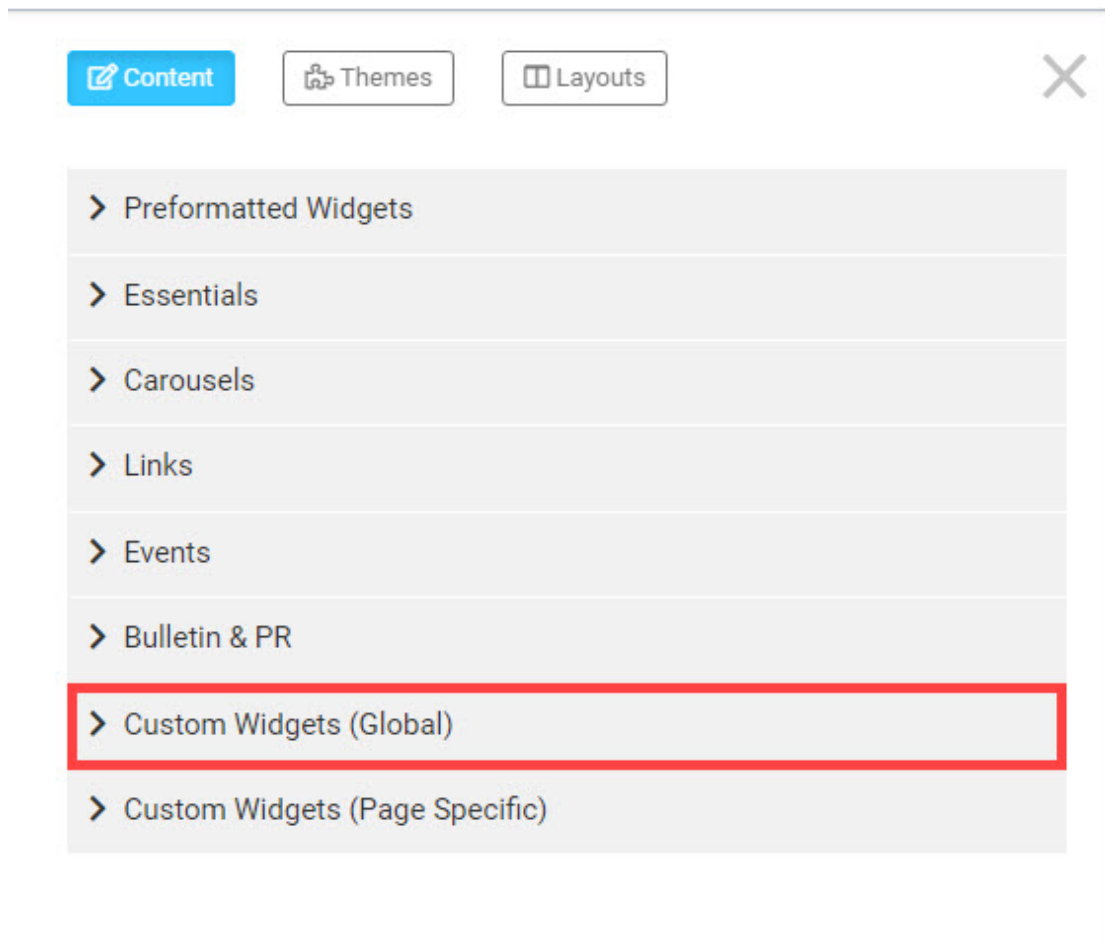 Content Themes Layouts
Preformatted Widgets
Essentials
Carousels
Links
Events
Bulletin & PR
Custom Widgets (Global)
Custom Widgets (Page Specific)